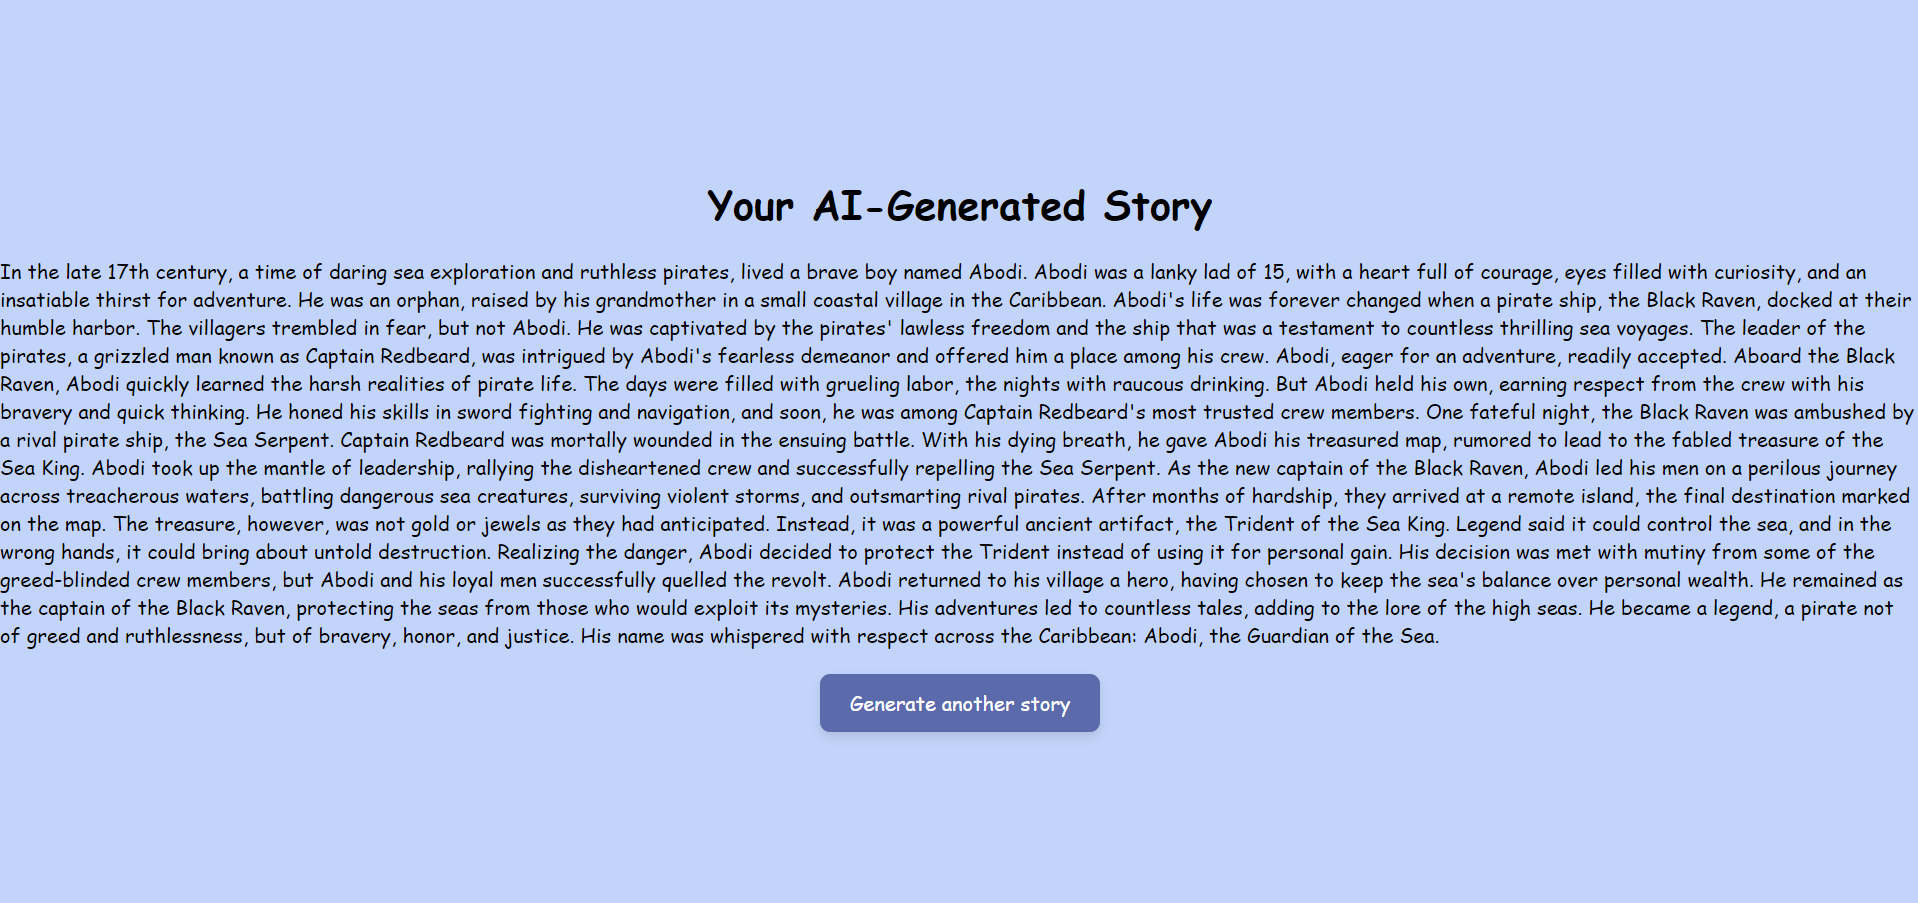 Your AI-Generated Story
In the late 17th century, a time of daring sea exploration and ruthless pirates, lived a brave boy named Abodi. Abodi was a lanky lad of 15, with a heart full of courage, eyes filled with curiosity, and an
insatiable thirst for adventure. He was an orphan, raised by his grandmother in a small coastal village in the Caribbean. Abodi's life was forever changed when a pirate ship, the Black Raven, docked at their
humble harbor. The villagers trembled in fear, but not Abodi. He was captivated by the pirates' lawless freedom and the ship that was a testament to countless thrilling sea voyages. The leader of the
pirates, a grizzled man known as Captain Redbeard, was intrigued by Abodi's fearless demeanor and offered him a place among his crew. Abodi, eager for an adventure, readily accepted. Aboard the Black
Raven, Abodi quickly learned the harsh realities of pirate life. The days were filled with grueling labor, the nights with raucous drinking. But Abodi held his own, earning respect from the crew with his
bravery and quick thinking. He honed his skills in sword fighting and navigation, and soon, he was among Captain Redbeard's most trusted crew members. One fateful night, the Black Raven was ambushed by
a rival pirate ship, the Sea Serpent. Captain Redbeard was mortally wounded in the ensuing battle. With his dying breath, he gave Abodi his treasured map, rumored to lead to the fabled treasure of the
Sea King. Abodi took up the mantle of leadership, rallying the disheartened crew and successfully repelling the Sea Serpent. As the new captain of the Black Raven, Abodi led his men on a perilous journey
across treacherous waters, battling dangerous sea creatures, surviving violent storms, and outsmarting rival pirates. After months of hardship, they arrived at a remote island, the final destination marked
on the map. The treasure, however, was not gold or jewels as they had anticipated. Instead, it was a powerful ancient artifact, the Trident of the Sea King. Legend said it could control the sea, and in the
wrong hands, it could bring about untold destruction. Realizing the danger, Abodi decided to protect the Trident instead of using it for personal gain. His decision was met with mutiny from some of the
greed-blinded crew members, but Abodi and his loyal men successfully quelled the revolt. Abodi returned to his village a hero, having chosen to keep the sea's balance over personal wealth. He remained as
the captain of the Black Raven, protecting the seas from those who would exploit its mysteries. His adventures led to countless tales, adding to the lore of the high seas. He became a legend, a pirate not
of greed and ruthlessness, but of bravery, honor, and justice. His name was whispered with respect across the Caribbean: Abodi, the Guardian of the Sea.
Generate another story